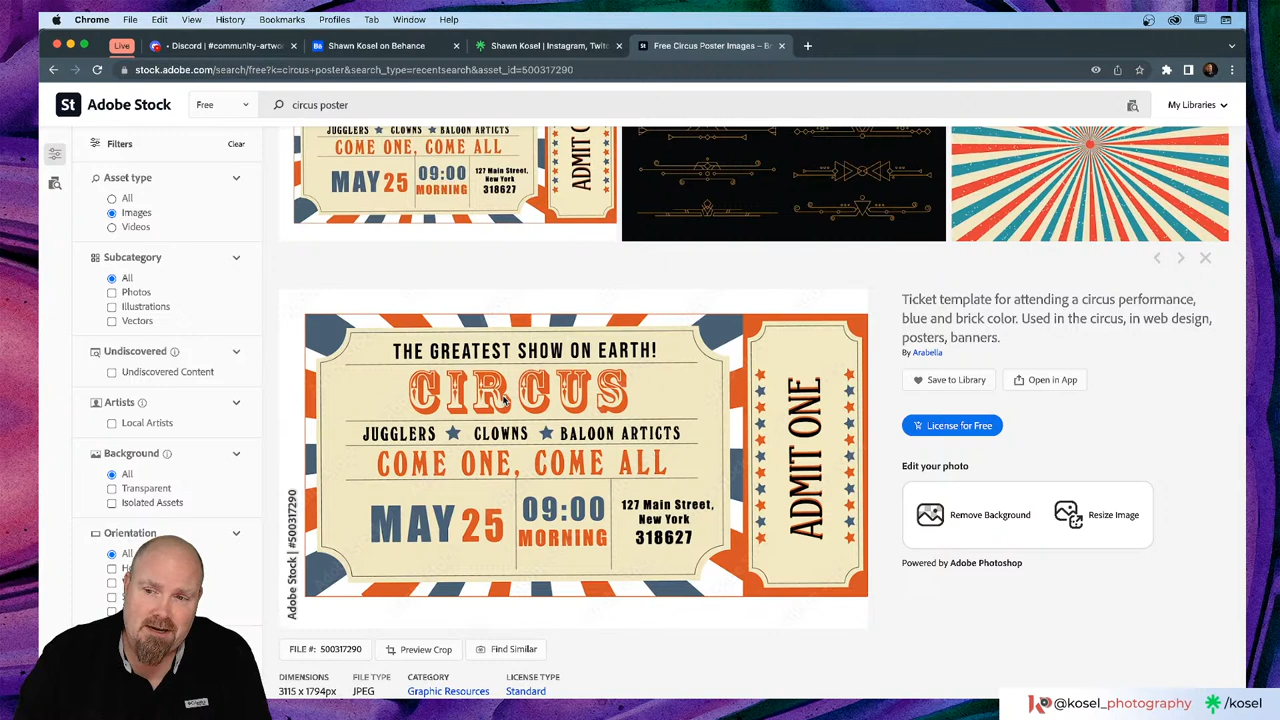 Chrome File Edit View History Bookmarks Profiles Tab Window Help
Live • Discord | #community-artwo Shawn Kosel on Behance Shawn Kosel | Instagram, Twitc Free Circus Poster Images – Br
stock.adobe.com/search/free?k=circus+poster&search_type=recentsearch&asset_id=500317290
St Adobe Stock Free circus poster My Libraries
Filters Clear
Asset type
All
Images
Videos
Subcategory
All
Photos
Illustrations
Vectors
Undiscovered
Undiscovered Content
Artists
Local Artists
Background
All
Transparent
Isolated Assets
Orientation
All
JUGGLERS CLOWNS BALOON ARTICTS
COME ONE, COME ALL
MAY 25
09:00
MORNING
127 Main Street,
New York
318627
ADMIT O
THE GREATEST SHOW ON EARTH!
CIRCUS
JUGGLERS CLOWNS BALOON ARTICTS
COME ONE, COME ALL
MAY 25
09:00
MORNING
127 Main Street,
New York
318627
ADMIT ONE
Adobe Stock | #500317290
Ticket template for attending a circus performance,
blue and brick color. Used in the circus, in web design,
posters, banners.
By Arabella
Save to Library Open in App
License for Free
Edit your photo
Remove Background Resize Image
Powered by Adobe Photoshop
FILE #: 500317290 Preview Crop Find Similar
DIMENSIONS FILE TYPE CATEGORY LICENSE TYPE
3115 x 1794px JPEG Graphic Resources Standard
@kosel_photography /kosel